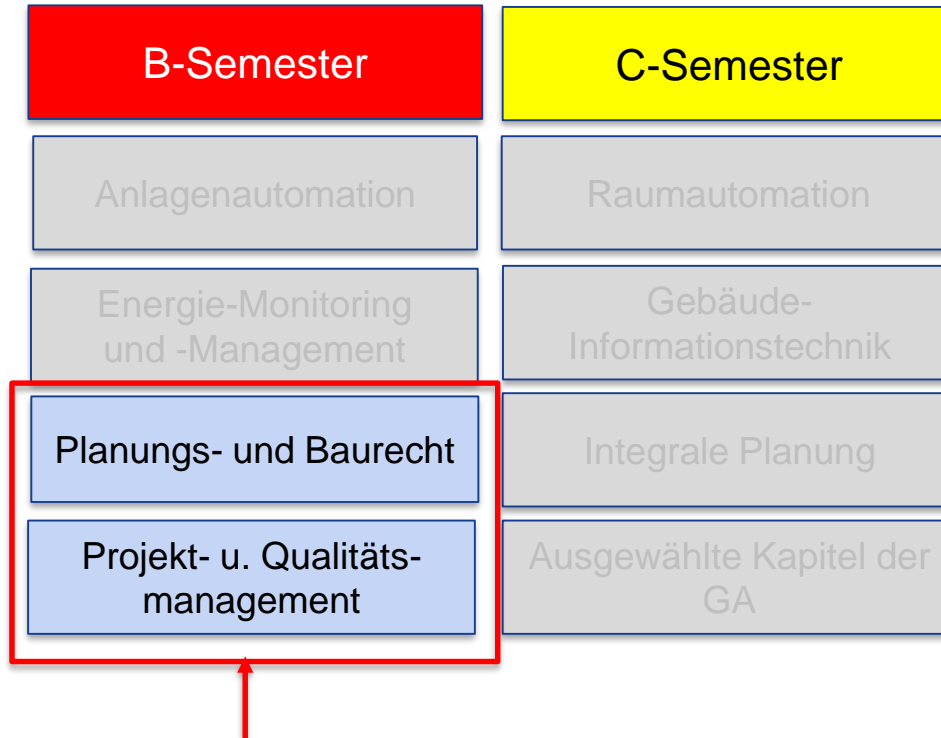 B-Semester
C-Semester
Anlagenautomation
Raumautomation
Energie-Monitoring
und -Management
Gebäude-
Informationstechnik
Planungs- und Baurecht
Integrale Planung
Projekt- u. Qualitäts-
management
Ausgewählte Kapitel der
GA